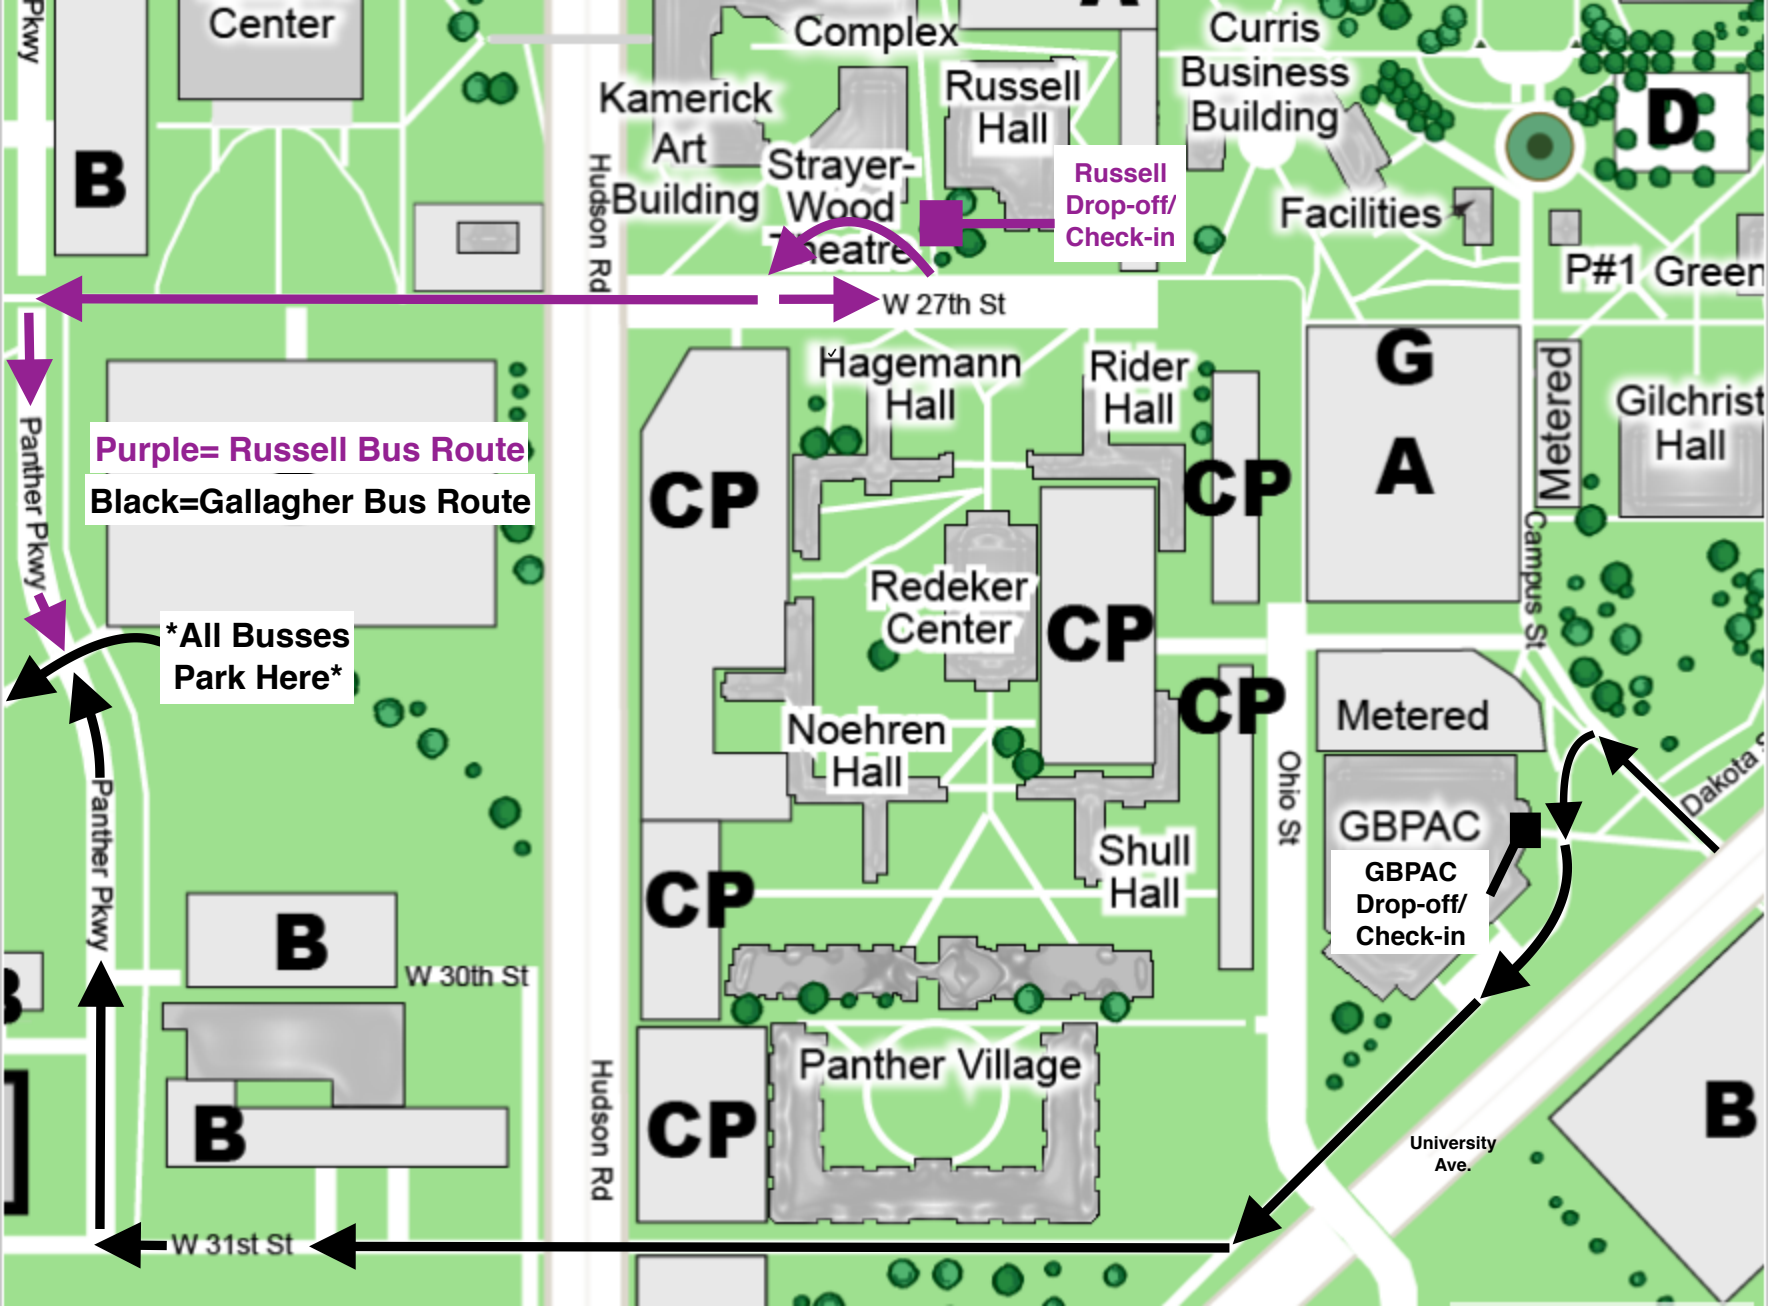 Pkwy
Center
B
Complex
A
Kamerick
Art
Building
Strayer-
Wood
Theatre
Russell
Hall
Curris
Business
Building
D
Russell
Drop-off/
Check-in
Facilities
P#1
Green
Hudson Rd
W 27th St
Hagemann
Hall
Rider
Hall
G
A
Metered
Gilchrist
Hall
Panther Pkwy
Purple= Russell Bus Route
Black=Gallagher Bus Route
CP
CP
Redeker
Center
CP
Campus St
*All Busses
Park Here*
CP
Metered
Noehren
Hall
Ohio St
Dakota S
GBPAC
GBPAC
Drop-off/
Check-in
Shull
Hall
Panther Pkwy
CP
B
W 30th St
B
Panther Village
Hudson Rd
CP
B
B
University
Ave.
W 31st St